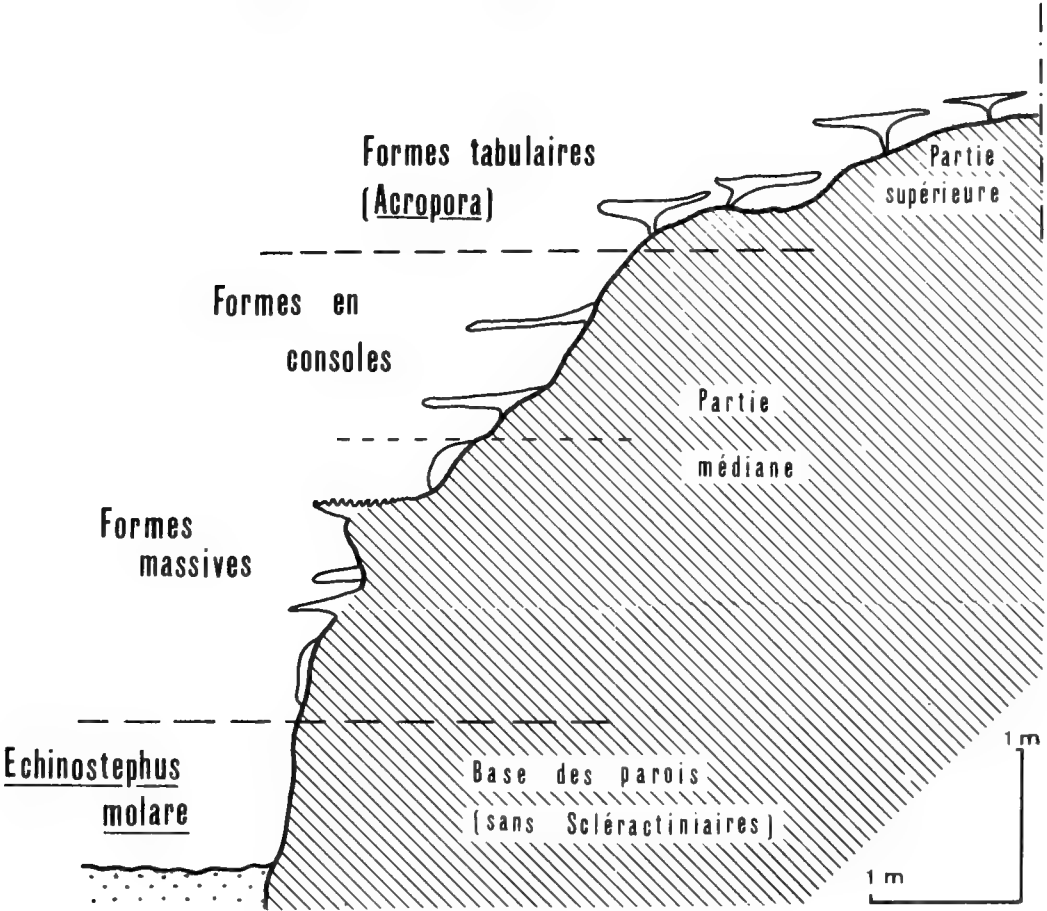 Formes tabulaires
(Acropora)
Partie
supérieure
Formes en
consoles
Partie
médiane
Formes
massives
Echinostephus
molare
Base des parois
(sans Scléractiniaires)
1 m
1 m